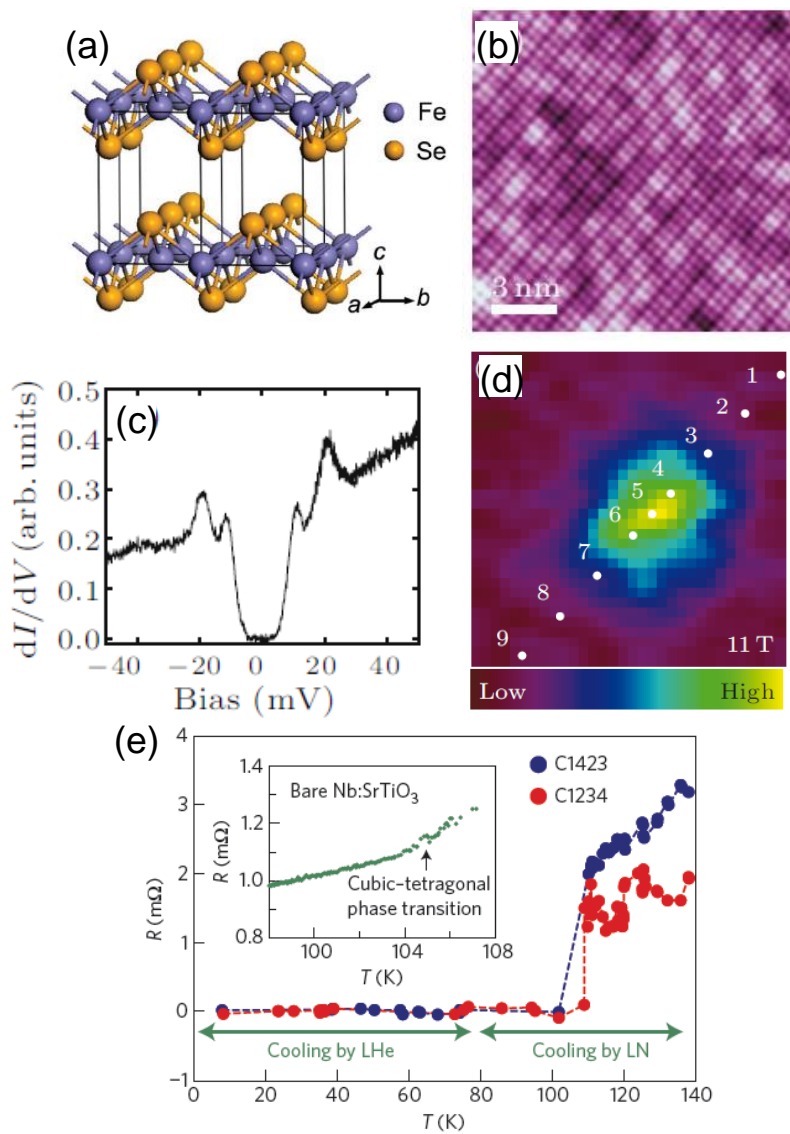 (a)
Fe
Se
c
a
b
(b)
3 nm
(c)
dI/dV (arb. units)
0.5
0.4
0.3
0.2
0.1
0.0
−40
−20
0
20
40
Bias (mV)
(d)
1
2
3
4
5
6
7
8
9
11 T
Low
High
(e)
C1423
C1234
R (mΩ)
4
3
2
1
0
−1
0
20
40
60
80
100
120
140
T (K)
Cooling by LHe
Cooling by LN
Bare Nb:SrTiO3
R (mΩ)
1.4
1.2
1.0
0.8
100
104
108
T (K)
Cubic–tetragonal
phase transition